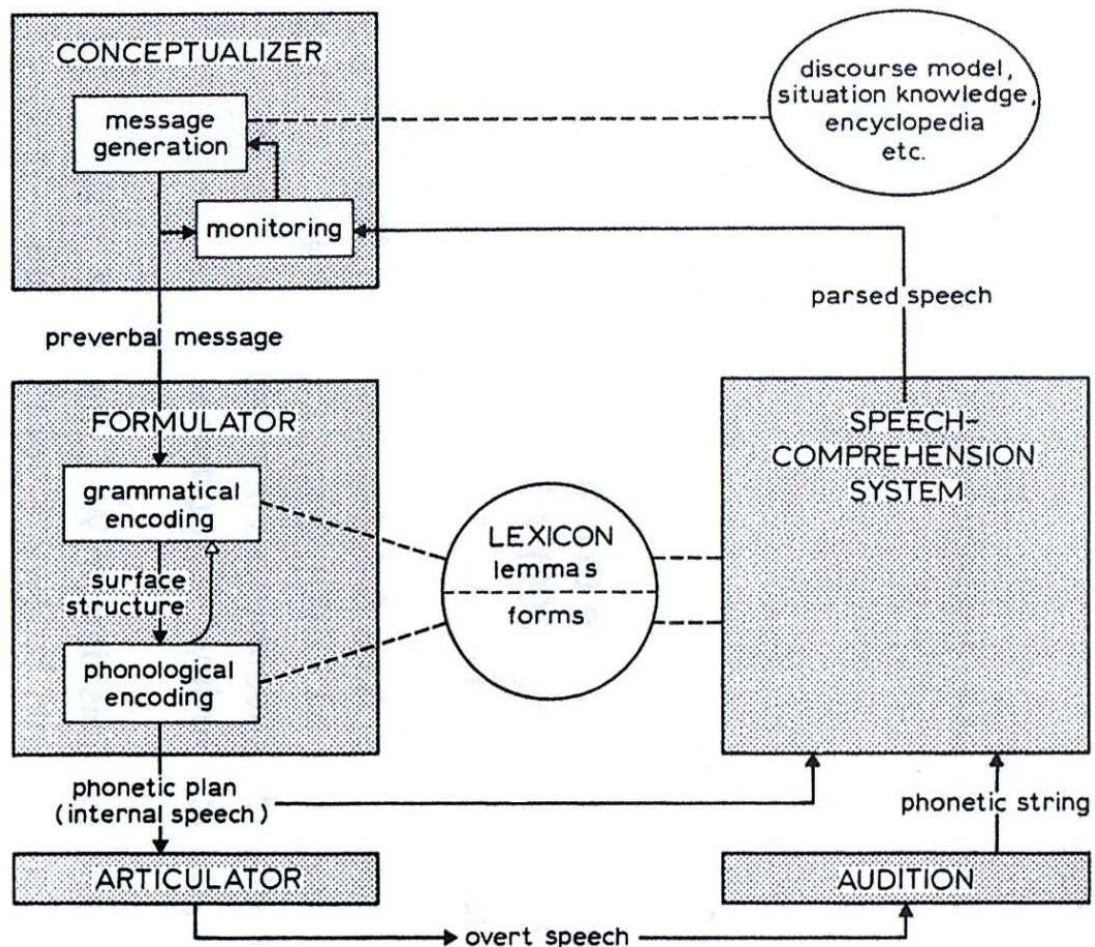 CONCEPTUALIZER
message
generation
monitoring
discourse model,
situation knowledge,
encyclopedia
etc.
parsed speech
preverbal message
FORMULATOR
grammatical
encoding
surface
structure
phonological
encoding
LEXICON
lemmas
forms
SPEECH-
COMPREHENSION
SYSTEM
phonetic plan
(internal speech)
phonetic string
ARTICULATOR
AUDITION
overt speech